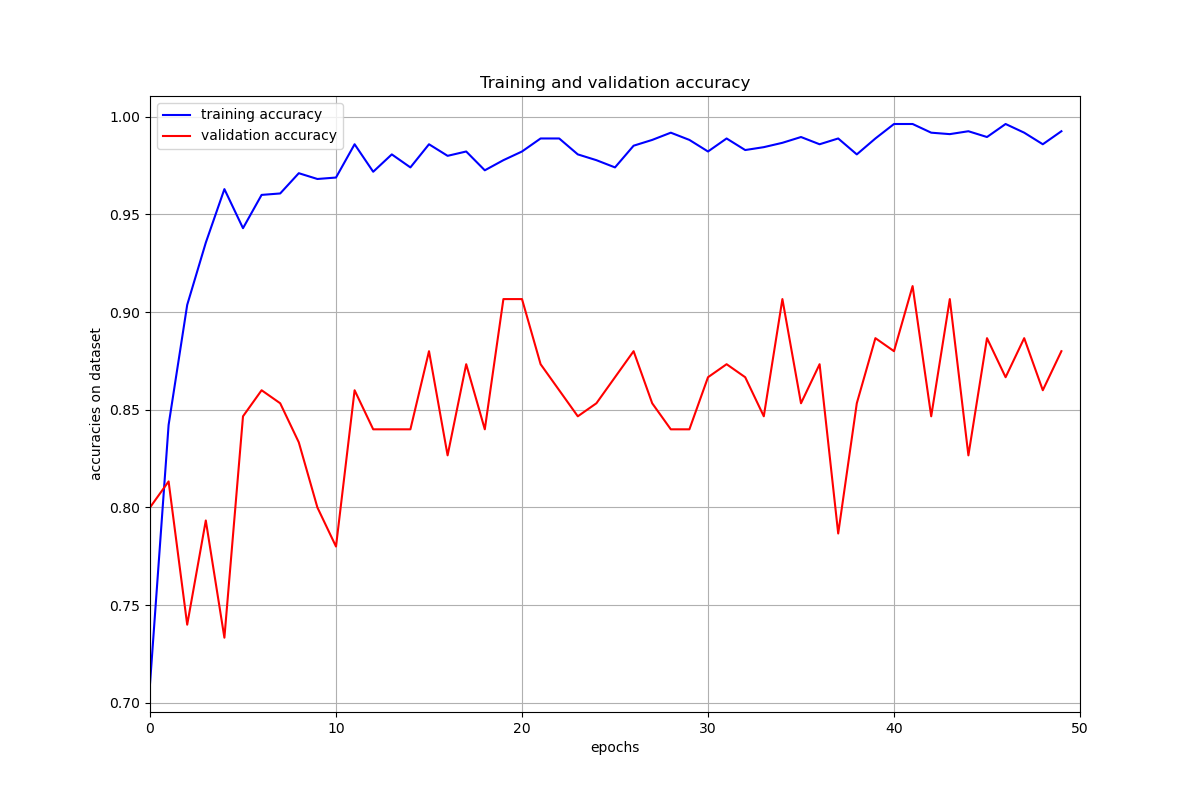 Training and validation accuracy
training accuracy
validation accuracy
1.00
0.95
0.90
0.85
0.80
0.75
0.70
accuracies on dataset
0 10 20 30 40 50
epochs